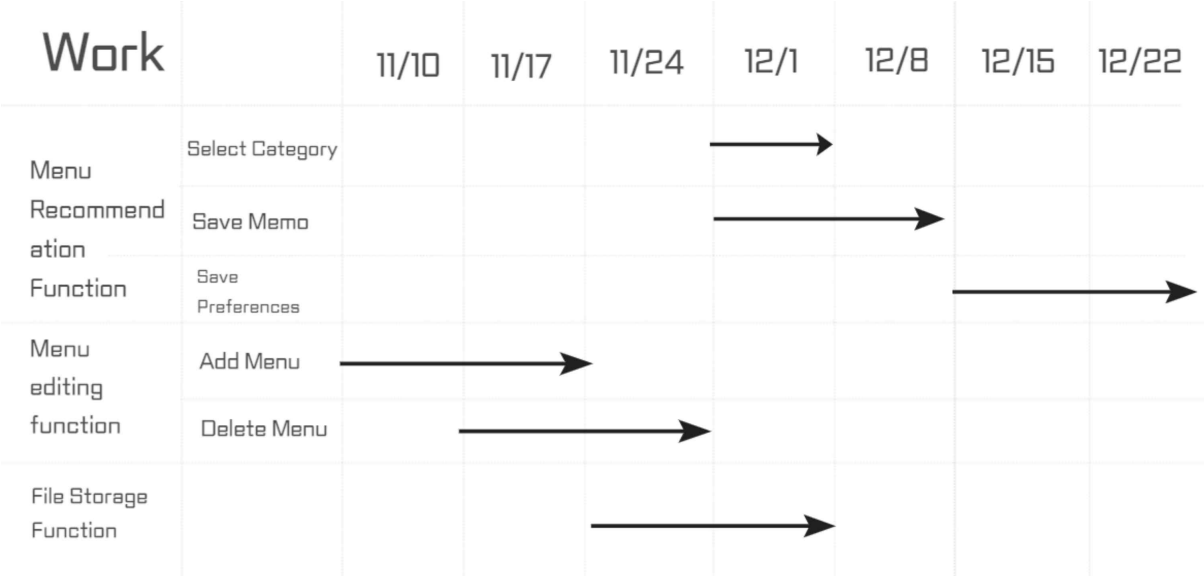 Work
11/10
11/17
11/24
12/1
12/8
12/15
12/22
Menu
Recommend
ation
Function
Select Category
Save Memo
Save
Preferences
Menu
editing
function
Add Menu
Delete Menu
File Storage
Function